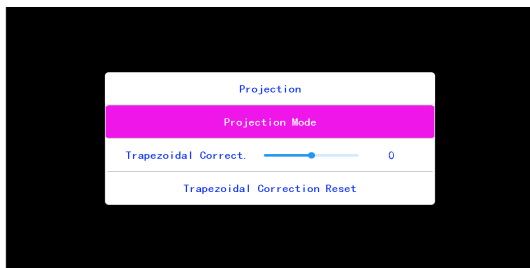 Projection
Projection Mode
Trapezoidal Correct. 0
Trapezoidal Correction Reset